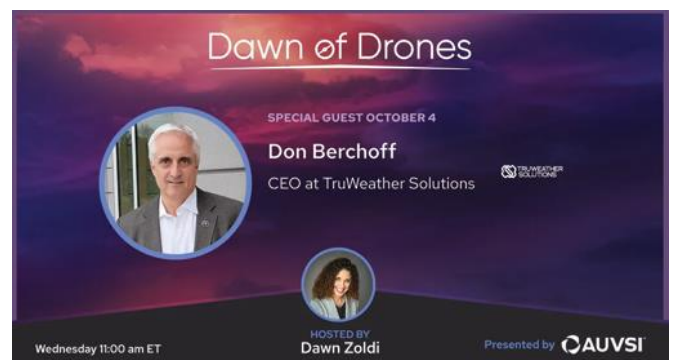 Dawn of Drones
SPECIAL GUEST OCTOBER 4
Don Berchoff
CEO at TruWeather Solutions
TRUWEATHER
SOLUTIONS
HOSTED BY
Dawn Zoldi
Wednesday 11:00 am ET
Presented by AUVSI